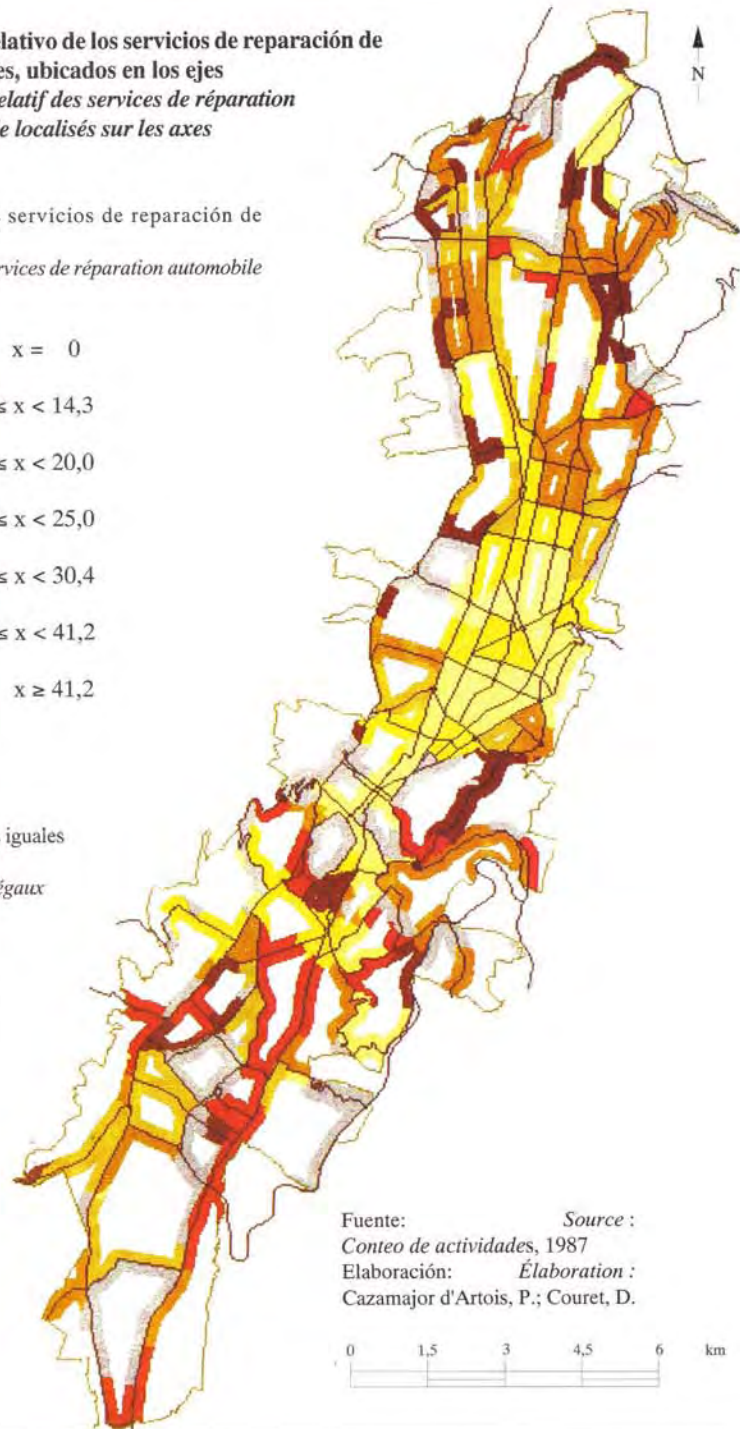 lativo de los servicios de reparación de
es, ubicados en los ejes
elatif des services de réparation
e localisés sur les axes
N
s servicios de reparación de
rvices de réparation automobile
x = 0
≤ x < 14,3
≤ x < 20,0
≤ x < 25,0
≤ x < 30,4
≤ x < 41,2
x ≥ 41,2
s iguales
égaux
Fuente: Source :
Conteo de actividades, 1987
Elaboración: Élaboration :
Cazamajor d'Artois, P.; Couret, D.
0 1,5 3 4,5 6 km